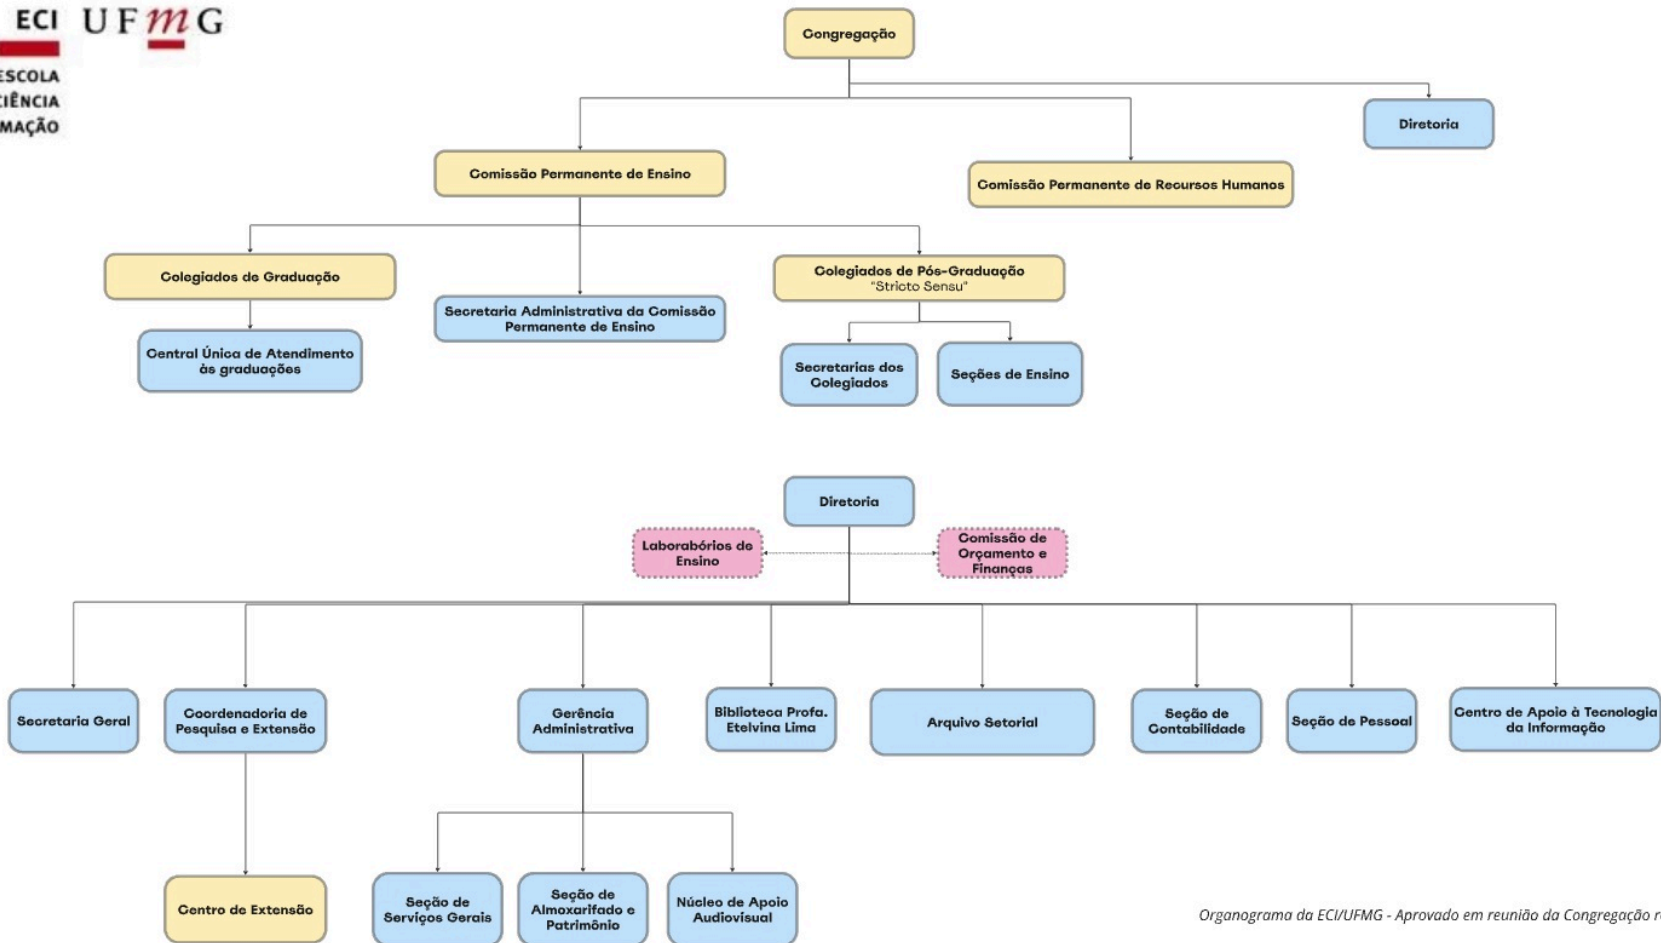 ECI UFMG
ESCOLA
CIÊNCIA
MAÇÃO
Congregação
Diretoria
Comissão Permanente de Ensino
Comissão Permanente de Recursos Humanos
Colegiados de Graduação
Colegiados de Pós-Graduação
"Stricto Sensu"
Secretaria Administrativa da Comissão
Permanente de Ensino
Central Única de Atendimento
às graduações
Secretarias dos
Colegiados
Seções de Ensino
Diretoria
Laborabórios de
Ensino
Comissão de
Orçamento e
Finanças
Secretaria Geral
Coordenadoria de
Pesquisa e Extensão
Gerência
Administrativa
Biblioteca Profa.
Etelvina Lima
Arquivo Setorial
Seção de
Contabilidade
Seção de Pessoal
Centro de Apoio à Tecnologia
da Informação
Centro de Extensão
Seção de
Serviços Gerais
Seção de
Almoxarifado e
Patrimônio
Núcleo de Apoio
Audiovisual
Organograma da ECI/UFMG - Aprovado em reunião da Congregação r